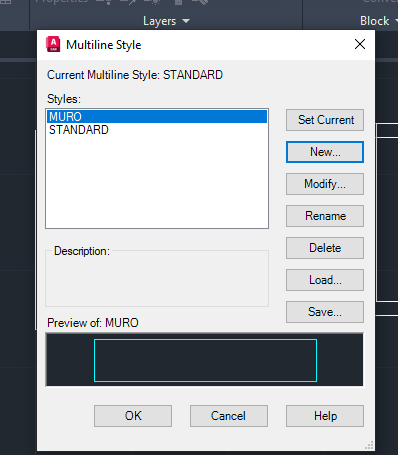 Properties
Layers
Block
Multiline Style
Current Multiline Style: STANDARD
Styles:
MURO
STANDARD
Set Current
New...
Modify...
Rename
Delete
Load...
Save...
Description:
Preview of: MURO
OK
Cancel
Help